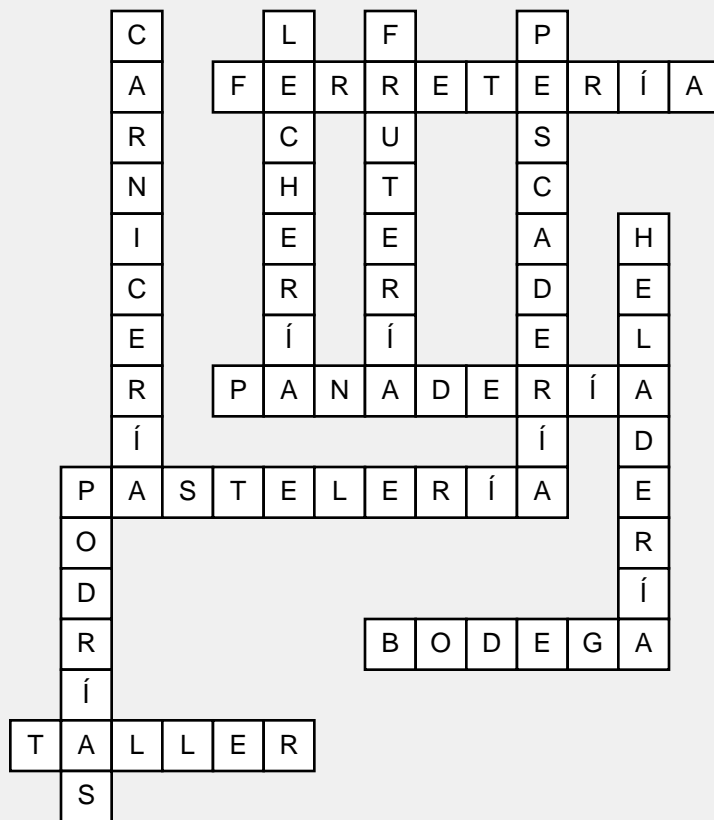 CARNICERÍA
LECHERÍA
FRUTERÍA
PESCADERÍA
FERRETERÍA
HELADERÍA
PANADERÍA
PASTELERÍA
PODRÍAS
BODEGA
TALLER